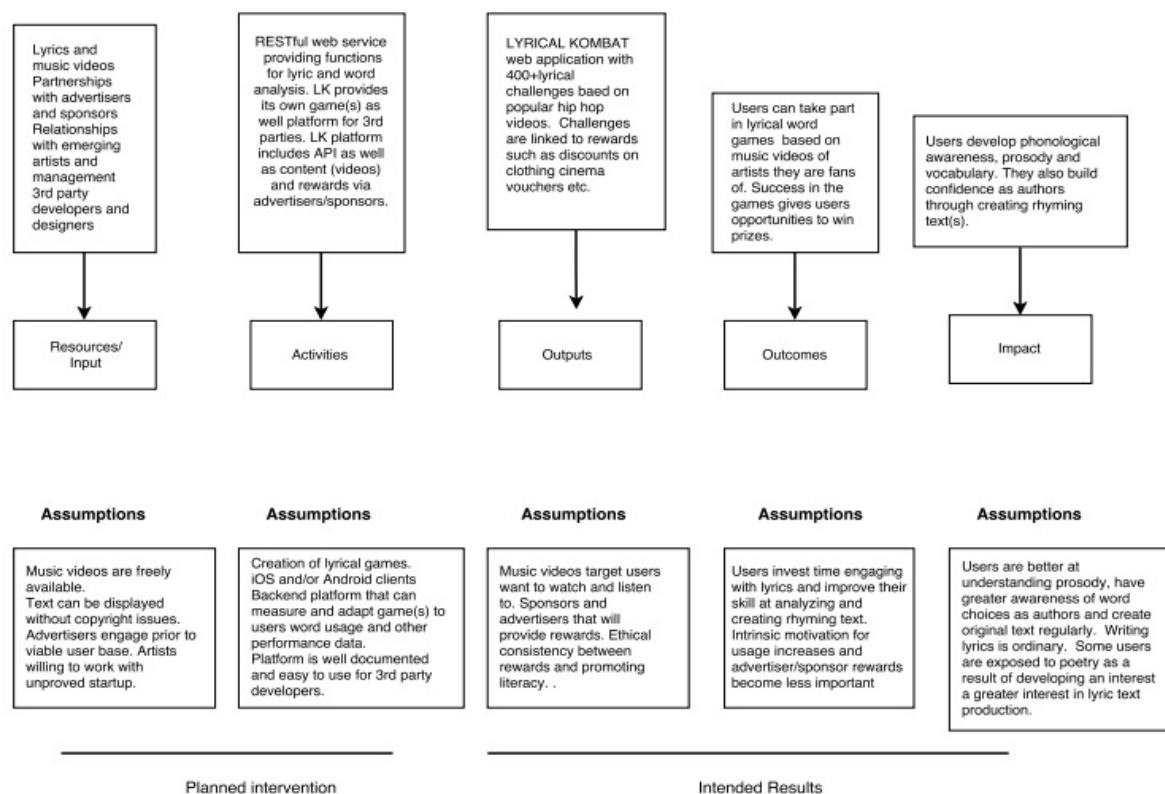 Lyrics and
music videos
Partnerships
with advertisers
and sponsors
Relationships
with emerging
artists and
management
3rd party
developers and
designers
RESTful web service
providing functions
for lyric and word
analysis. LK provides
its own game(s) as
well platform for 3rd
parties. LK platform
includes API as well
as content (videos)
and rewards via
advertisers/sponsors.
LYRICAL KOMBAT
web application with
400+lyrical
challenges baed on
popular hip hop
videos. Challenges
are linked to rewards
such as discounts on
clothing cinema
vouchers etc.
Users can take part
in lyrical word
games based on
music videos of
artists they are fans
of. Success in the
games gives users
opportunities to win
prizes.
Users develop phonological
awareness, prosody and
vocabulary. They also build
confidence as authors
through creating rhyming
text(s).
Resources/
Input
Activities
Outputs
Outcomes
Impact
Assumptions
Assumptions
Assumptions
Assumptions
Assumptions
Music videos are freely
available.
Text can be displayed
without copyright issues.
Advertisers engage prior to
viable user base. Artists
willing to work with
unproved startup.
Creation of lyrical games.
iOS and/or Android clients
Backend platform that can
measure and adapt game(s) to
users word usage and other
performance data.
Platform is well documented
and easy to use for 3rd party
developers.
Music videos target users
want to watch and listen
to. Sponsors and
advertisers that will
provide rewards. Ethical
consistency between
rewards and promoting
literacy. .
Users invest time engaging
with lyrics and improve their
skill at analyzing and
creating rhyming text.
Intrinsic motivation for
usage increases and
advertiser/sponsor rewards
become less important
Users are better at
understanding prosody, have
greater awareness of word
choices as authors and create
original text regularly. Writing
lyrics is ordinary. Some users
are exposed to poetry as a
result of developing an interest
a greater interest in lyric text
production.
Planned intervention
Intended Results